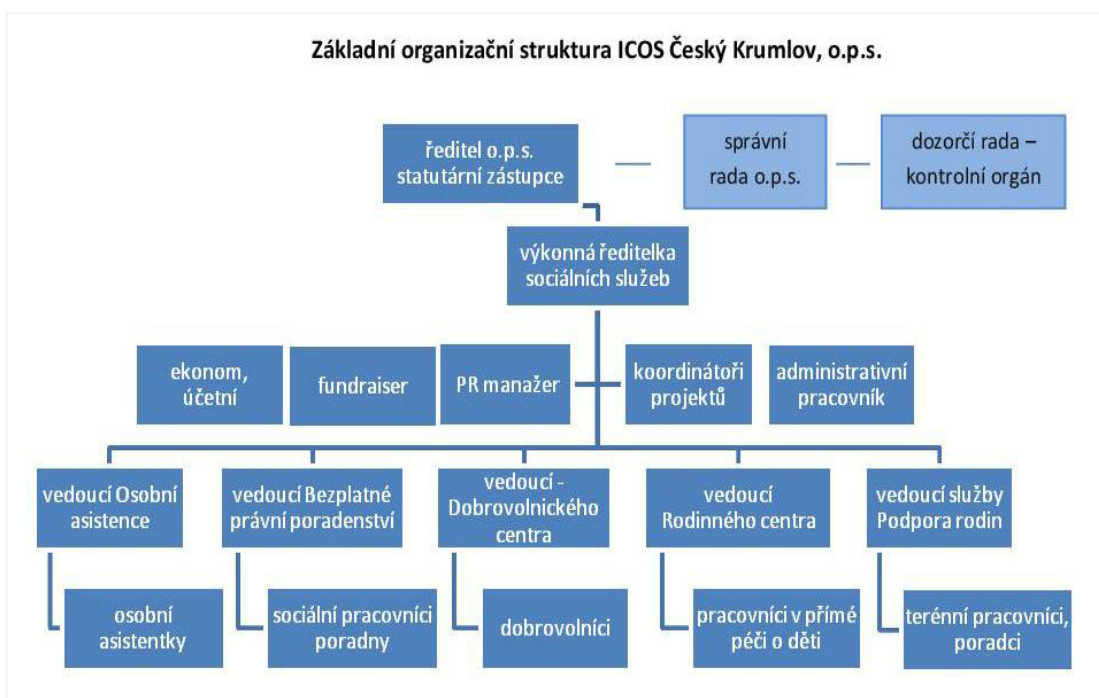 Základní organizační struktura ICOS Český Krumlov, o.p.s.
ředitel o.p.s.
statutární zástupce
správní
rada o.p.s.
dozorčí rada –
kontrolní orgán
výkonná ředitelka
sociálních služeb
ekonom,
účetní
fundraiser
PR manažer
koordinátoři
projektů
administrativní
pracovník
vedoucí Osobní
asistence
vedoucí Bezplatné
právní poradenství
vedoucí -
Dobrovolnického
centra
vedoucí
Rodinného centra
vedoucí služby
Podpora rodin
osobní
asistentky
sociální pracovníci
poradny
dobrovolníci
pracovníci v přímé
péči o děti
terénní pracovníci,
poradci